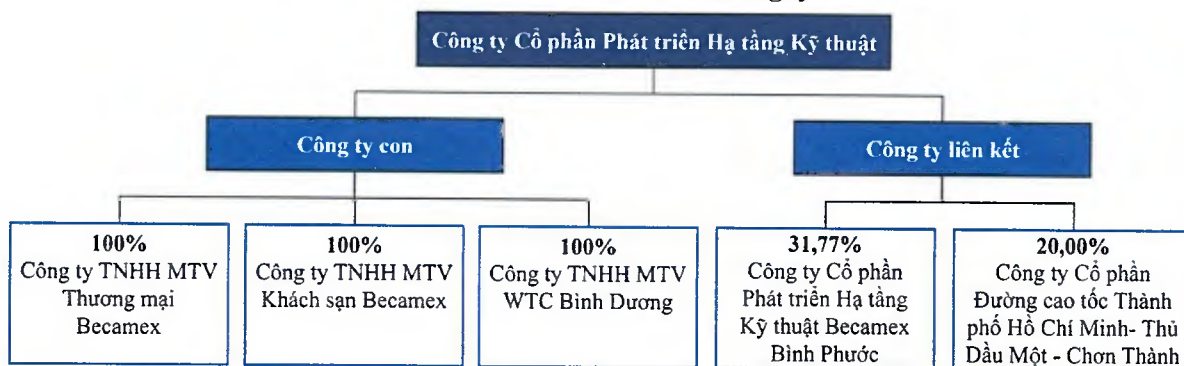 Công ty Cổ phần Phát triển Hạ tầng Kỹ thuật
Công ty con
Công ty liên kết
100%
Công ty TNHH MTV
Thương mại
Becamex
100%
Công ty TNHH MTV
Khách sạn Becamex
100%
Công ty TNHH MTV
WTC Bình Dương
31,77%
Công ty Cổ phần
Phát triển Hạ tầng
Kỹ thuật Becamex
Bình Phước
20,00%
Công ty Cổ phần
Đường cao tốc Thành
phố Hồ Chí Minh- Thủ
Dầu Một - Chơn Thành